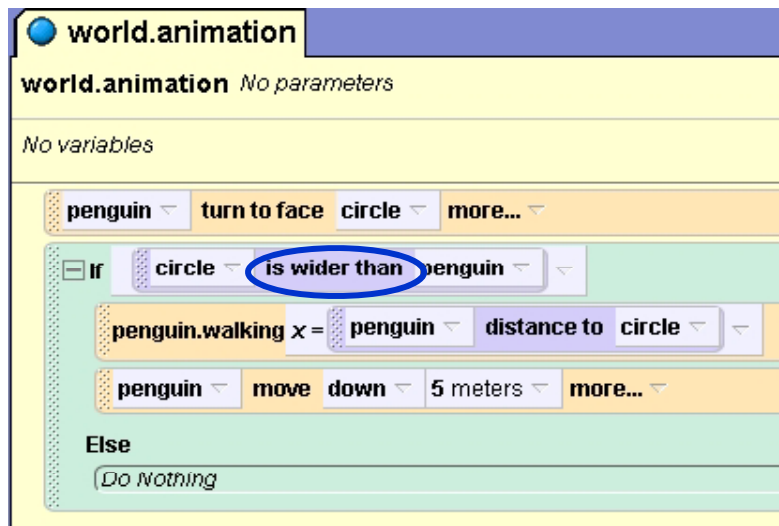 world.animation
world.animation No parameters
No variables
penguin turn to face circle more...
If circle is wider than penguin
penguin.walking x = penguin distance to circle
penguin move down 5 meters more...
Else
Do Nothing